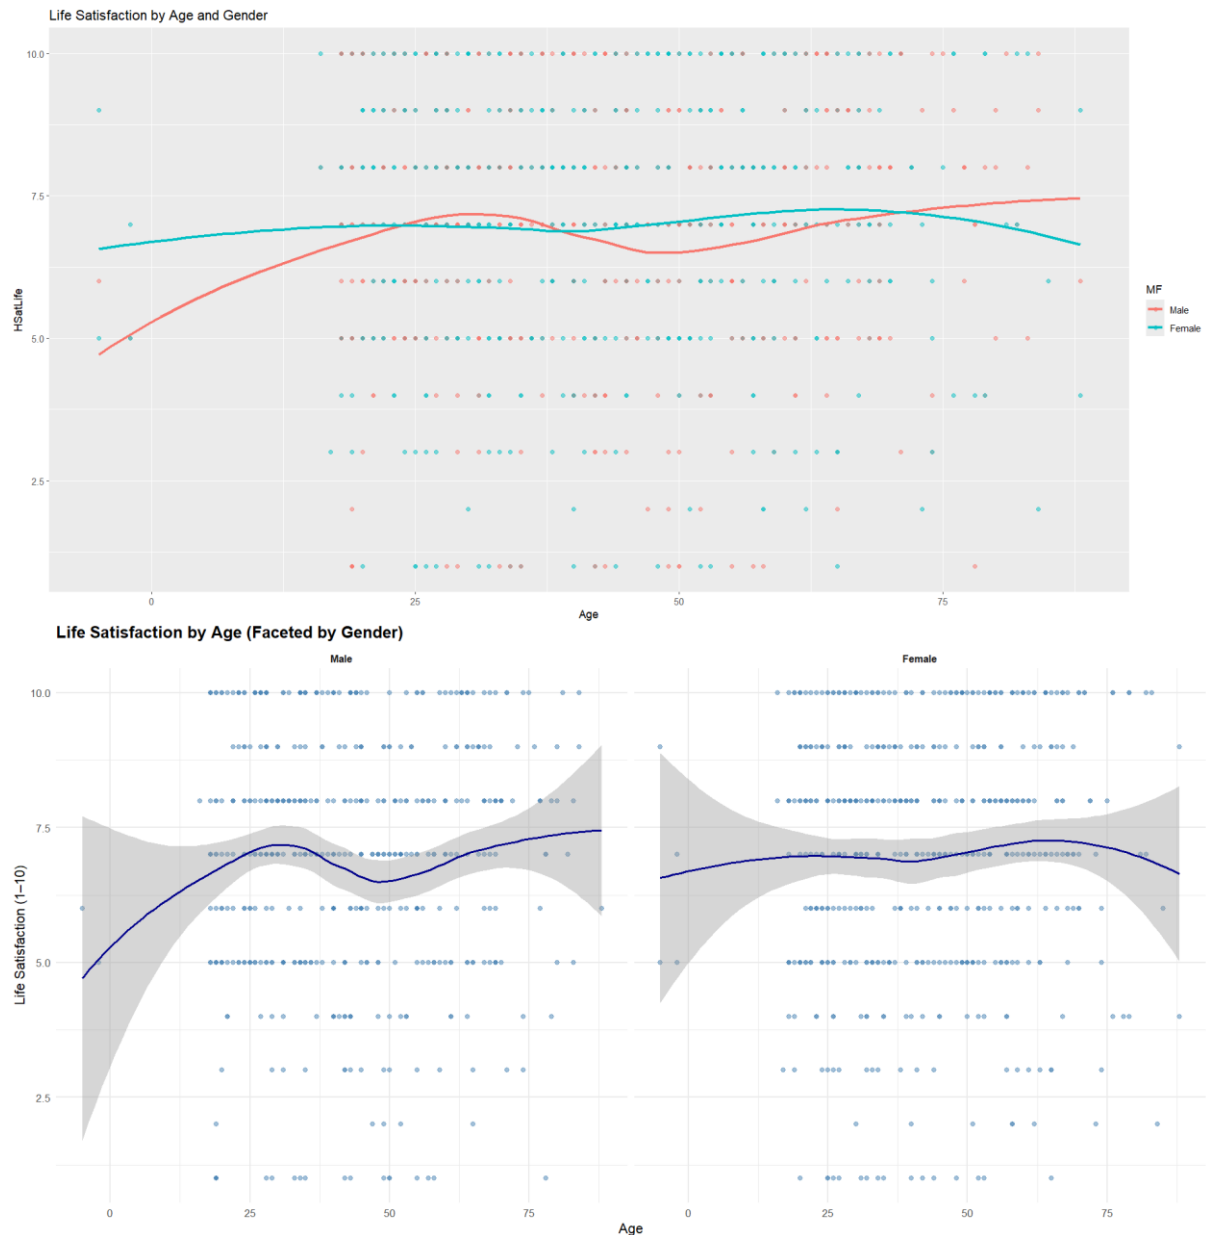 Life Satisfaction by Age and Gender
10.0
7.5
5.0
2.5
HSatLife
0 25 50 75
Age
MF
Male
Female
Life Satisfaction by Age (Faceted by Gender)
Male Female
10.0
7.5
5.0
2.5
Life Satisfaction (1–10)
0 25 50 75 0 25 50 75
Age